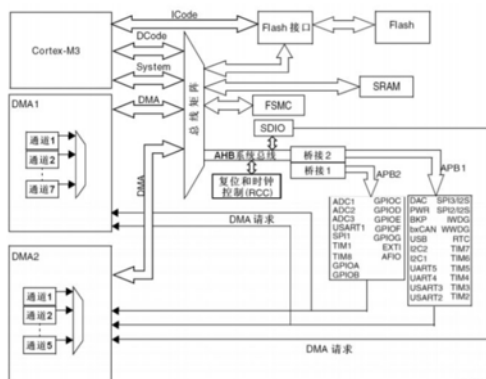 ICode
DCode
System
DMA
Cortex-M3
Flash 接口
Flash
SRAM
FSMC
SDIO
总线矩阵
DMA1
通道1
通道2
通道7
AHB系统总线
桥接2
桥接1
复位和时钟
控制(RCC)
APB2
APB1
DMA
DMA 请求
ADC1
ADC2
ADC3
USART1
SPI1
TIM1
TIM8
GPIOA
GPIOB
GPIOC
GPIOD
GPIOE
GPIOF
GPIOG
EXTI
AFIO
DAC
PWR
BKP
bxCAN
USB
I2C2
I2C1
UART5
UART4
USART3
USART2
SPI3/I2S
SPI2/I2S
IWDG
WWDG
RTC
TIM7
TIM6
TIM5
TIM4
TIM3
TIM2
DMA2
通道1
通道2
通道5
DMA 请求